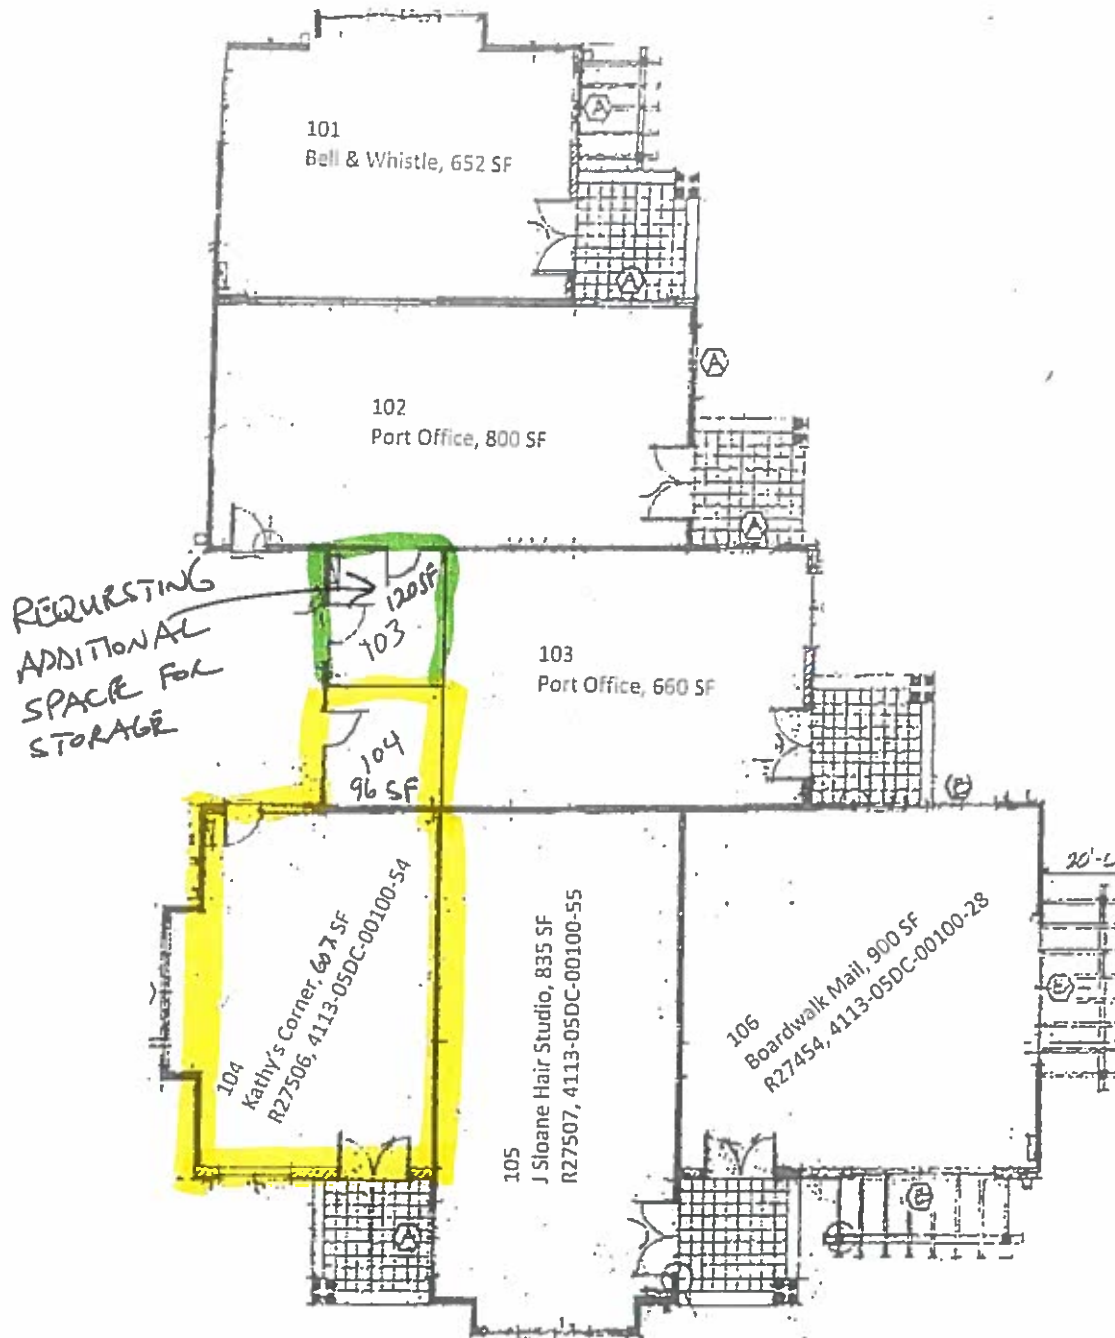 101
Bell & Whistle, 652 SF
A
A
102
Port Office, 800 SF
A
A
REQURSTING
ADDITIONAL
SPACE FOR
STORAGE
120SF
103
103
Port Office, 660 SF
104
96 SF
104
Kathy's Corner, 607 SF
R27506, 4113-05DC-00100-54
105
J Sloane Hair Studio, 835 SF
R27507, 4113-05DC-00100-55
106
Boardwalk Mail, 900 SF
R27454, 4113-05DC-00100-28
A